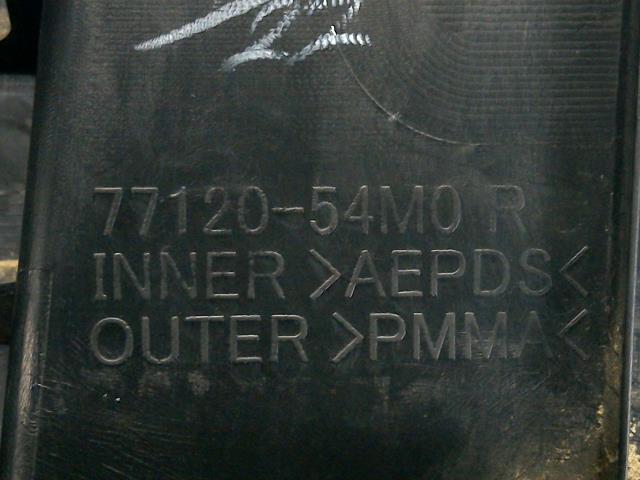 77120-54M0 R
INNER >AEPDS<
OUTER >PMMA<